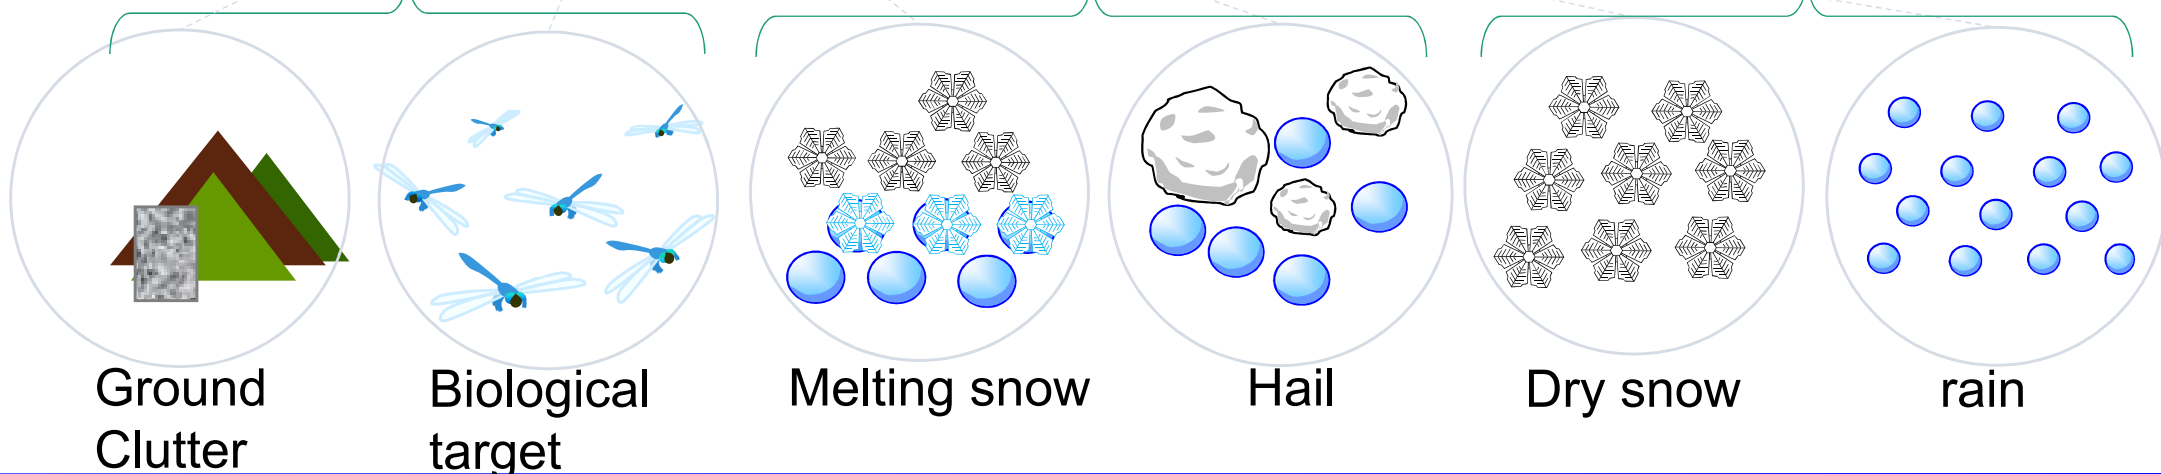 Ground
Clutter
Biological
target
Melting snow
Hail
Dry snow
rain